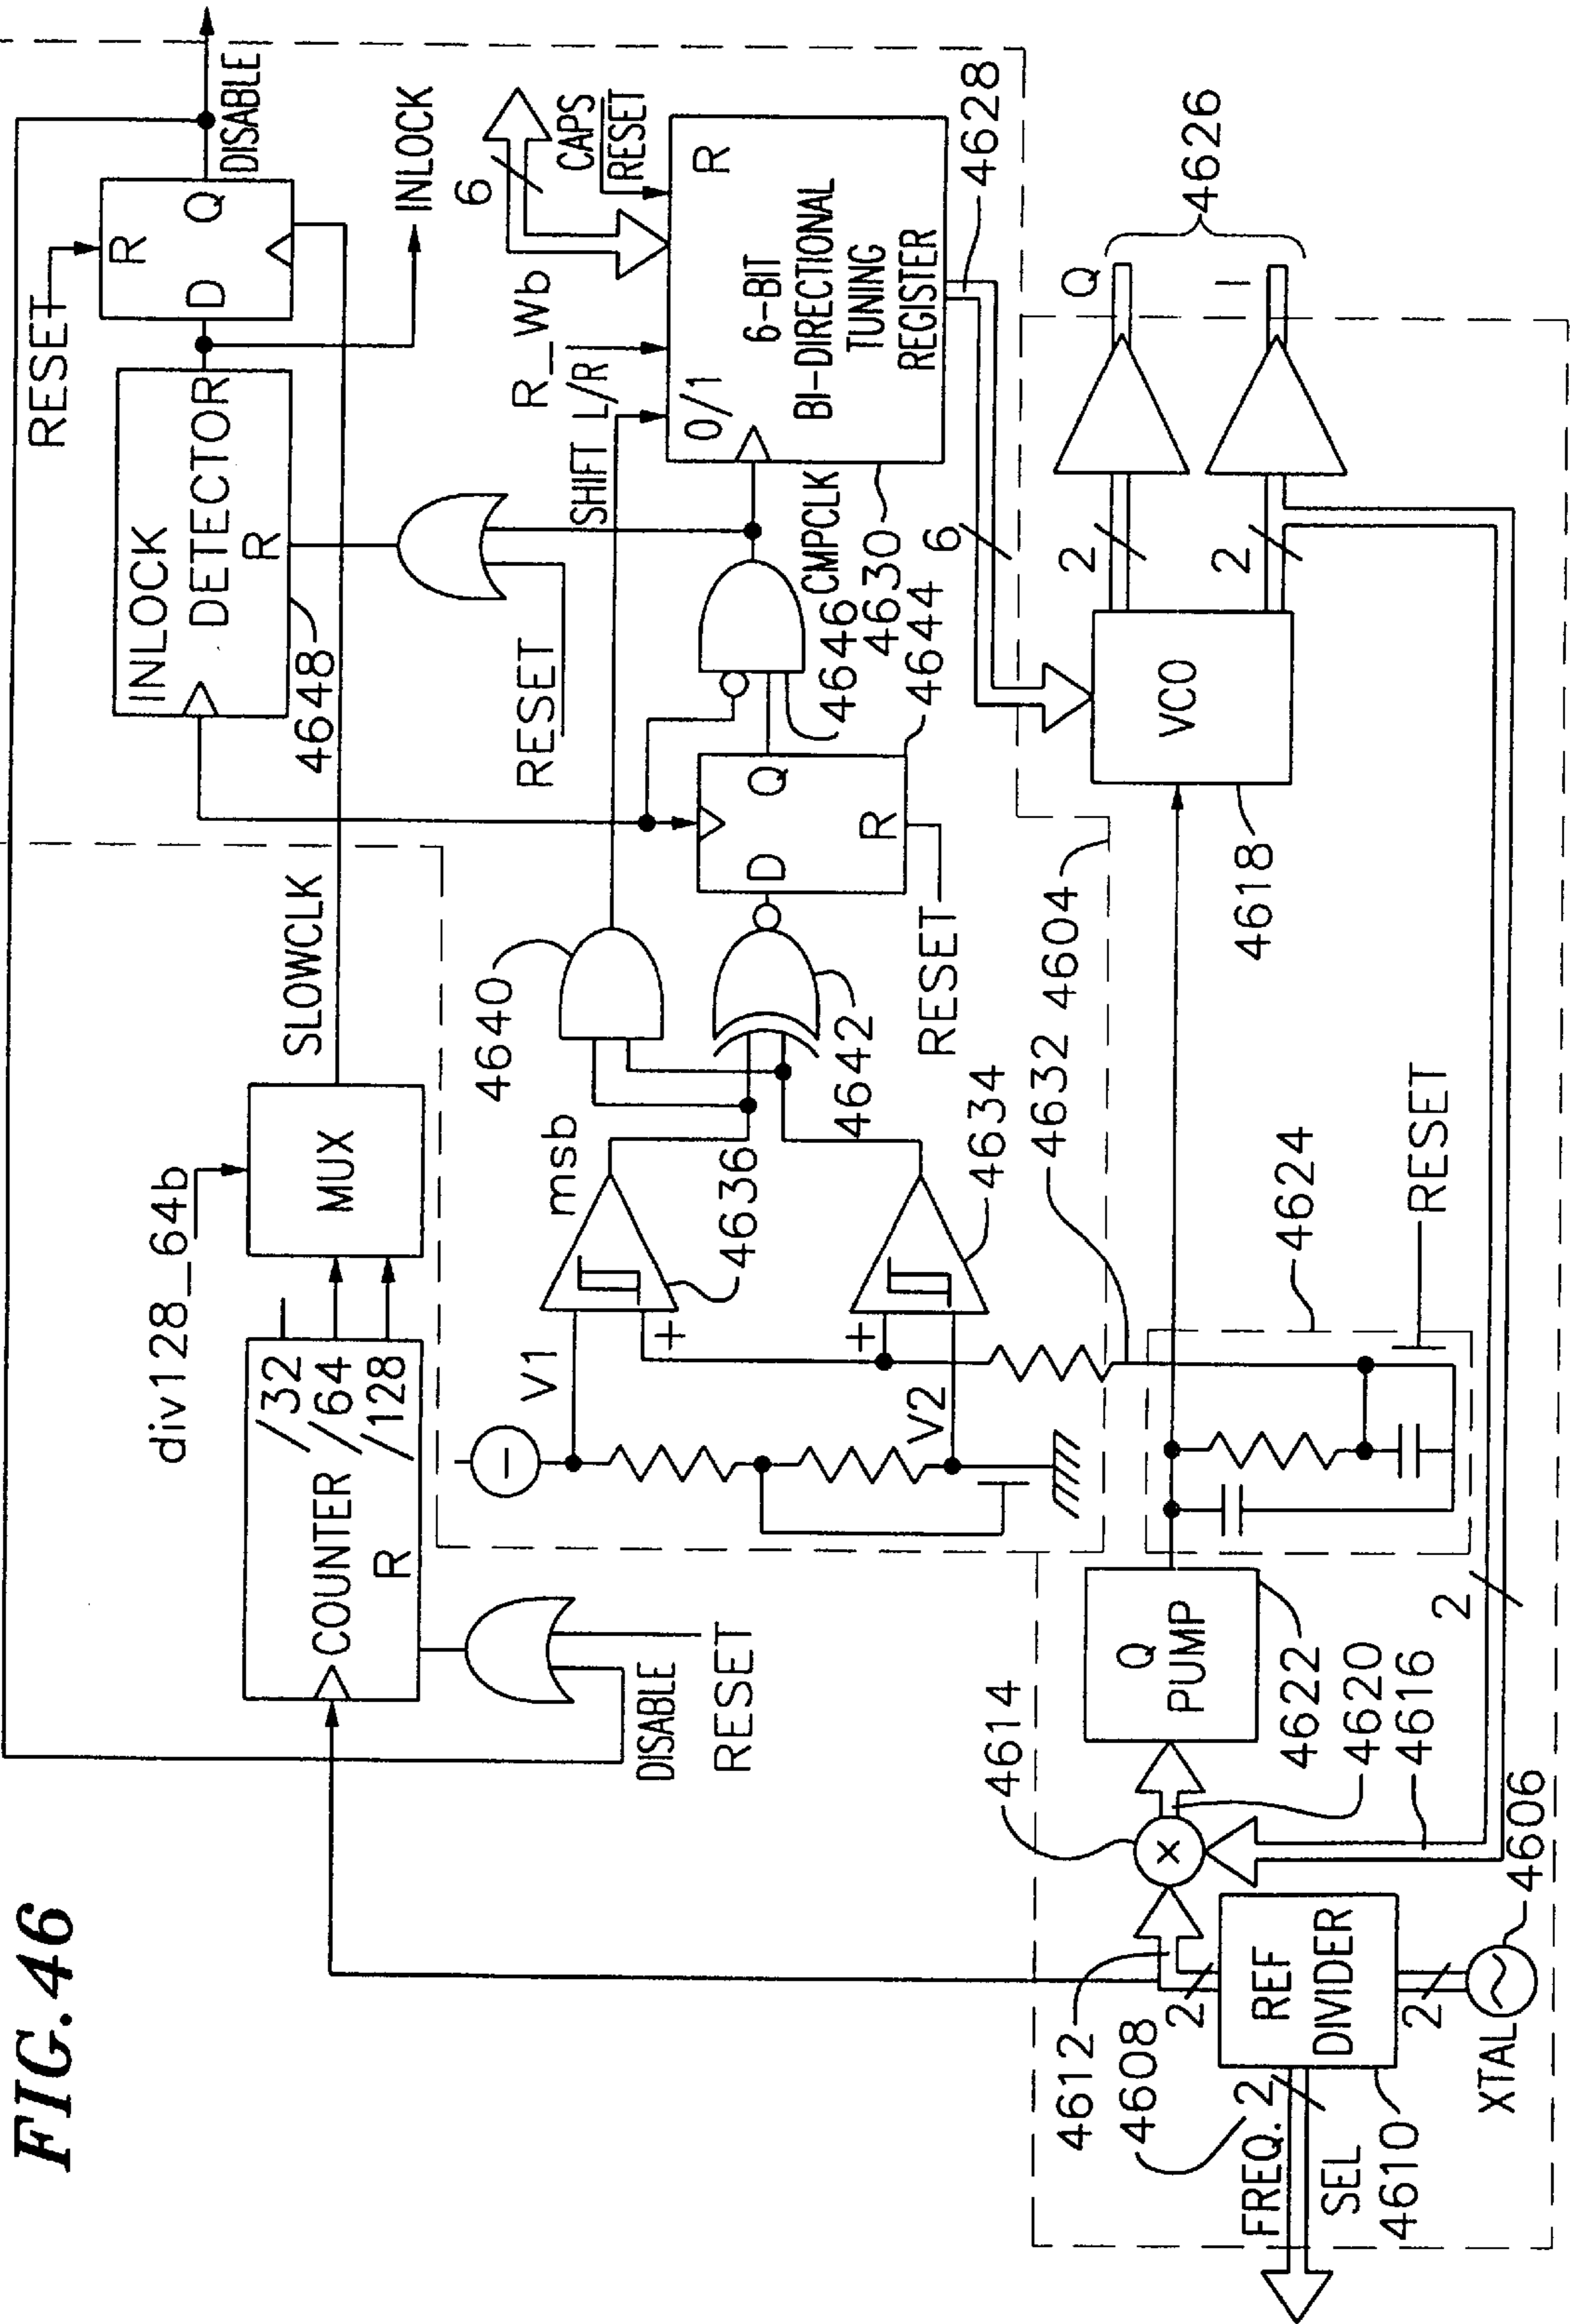 FIG.46
RESET
R
D
Q
DISABLE
INLOCK
DETECTOR
R
4648
INLOCK
SLOWCLK
div128_64b
MUX
/32
/64
/128
COUNTER
R
DISABLE
RESET
RESET
6
CAPS
RESET
R_Wb
SHIFT L/R
0/1
R
6-BIT
BI-DIRECTIONAL
TUNING
REGISTER
4628
CMPCLK
4646
4630
4644
6
D
Q
R
RESET
4640
4642
msb
4636
4634
V1
+
+
V2
4632
4604
4624
RESET
4618
VCO
2
2
Q
I
4626
Q
PUMP
4622
4620
4616
4614
2
4606
XTAL
2
REF
DIVIDER
2
4612
4608
FREQ.
2
SEL
4610